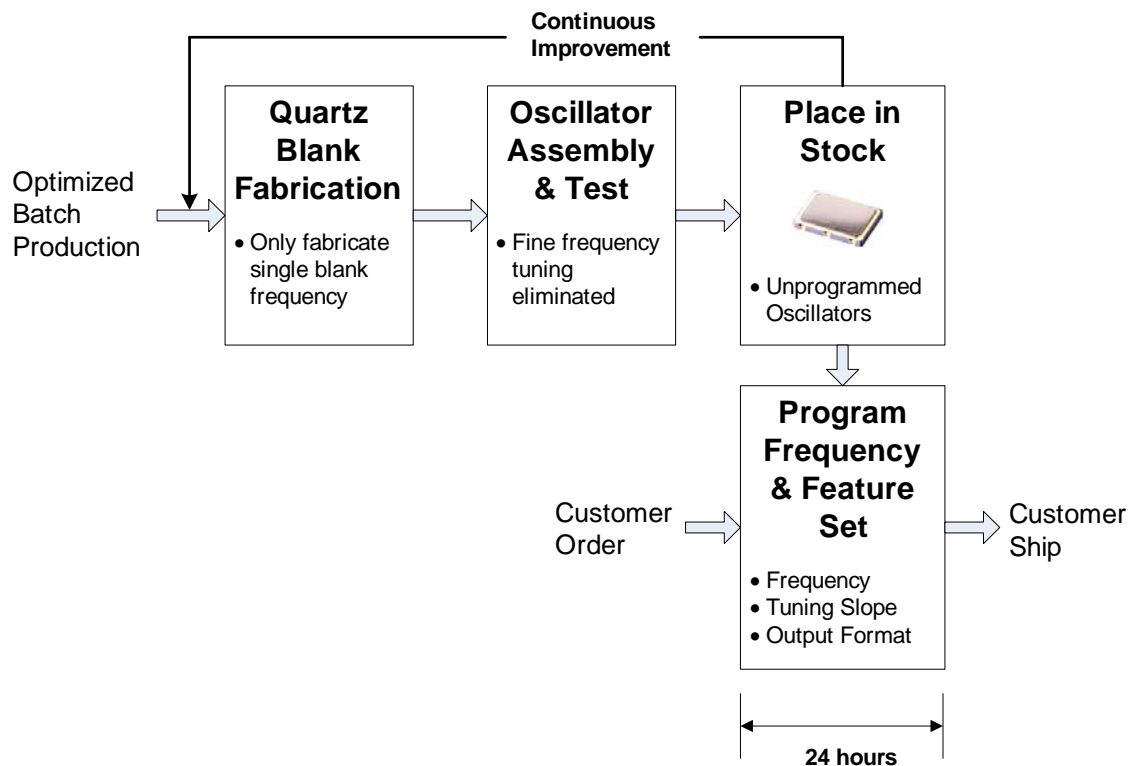 Continuous
Improvement
Optimized
Batch
Production
Quartz
Blank
Fabrication
• Only fabricate
single blank
frequency
Oscillator
Assembly
& Test
• Fine frequency
tuning
eliminated
Place in
Stock
• Unprogrammed
Oscillators
Customer
Order
Program
Frequency
& Feature
Set
• Frequency
• Tuning Slope
• Output Format
Customer
Ship
24 hours